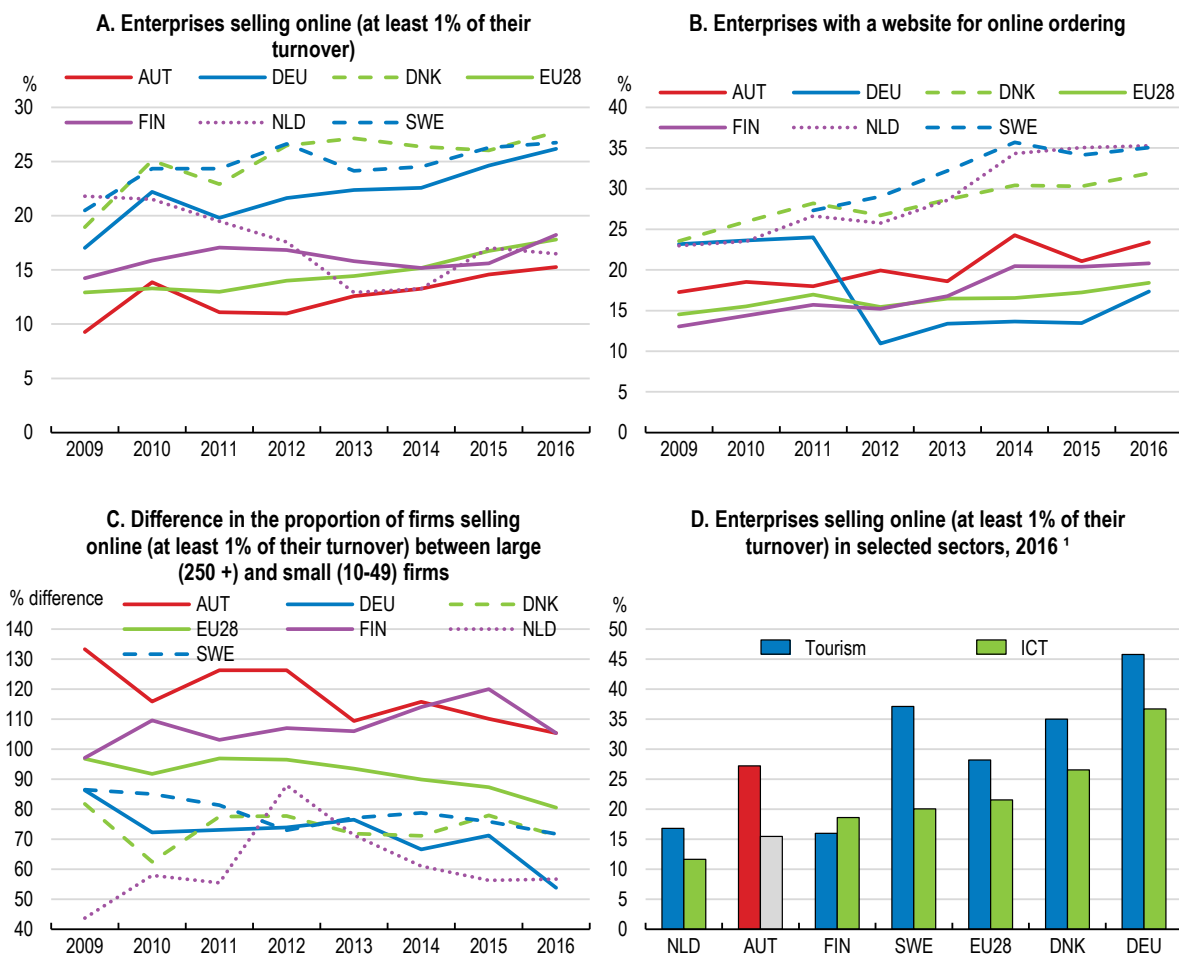 A. Enterprises selling online (at least 1% of their
turnover)
%
AUT DEU DNK EU28
FIN NLD SWE
30
25
20
15
10
5
0
2009 2010 2011 2012 2013 2014 2015 2016
B. Enterprises with a website for online ordering
%
AUT DEU DNK EU28
FIN NLD SWE
40
35
30
25
20
15
10
5
0
2009 2010 2011 2012 2013 2014 2015 2016
C. Difference in the proportion of firms selling
online (at least 1% of their turnover) between large
(250 +) and small (10-49) firms
% difference
AUT DEU DNK
EU28 FIN NLD
SWE
140
130
120
110
100
90
80
70
60
50
40
2009 2010 2011 2012 2013 2014 2015 2016
D. Enterprises selling online (at least 1% of their
turnover) in selected sectors, 2016 ¹
%
Tourism ICT
50
45
40
35
30
25
20
15
10
5
0
NLD AUT FIN SWE EU28 DNK DEU